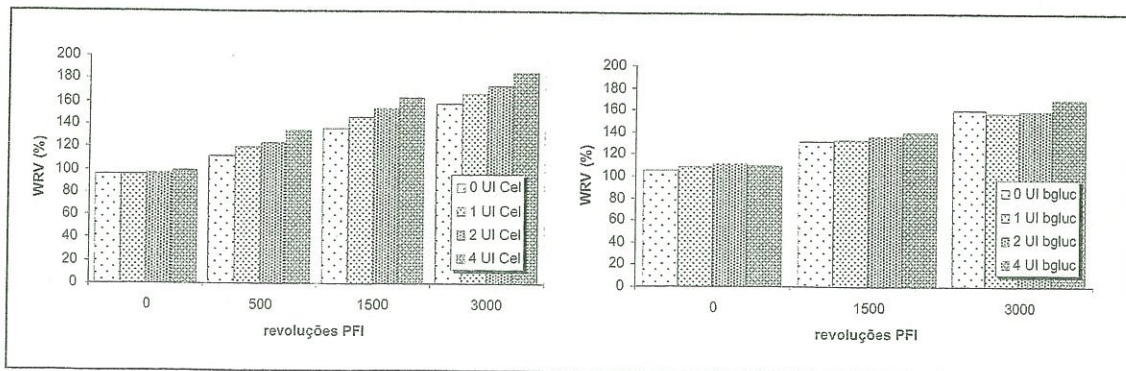 200
180
160
140
120
100
80
60
40
20
0
WRV (%)
0 500 1500 3000
revoluções PFI
0 UI Cel
1 UI Cel
2 UI Cel
4 UI Cel
200
180
160
140
120
100
80
60
40
20
0
WRV (%)
0 1500 3000
revoluções PFI
0 UI bgluc
1 UI bgluc
2 UI bgluc
4 UI bgluc